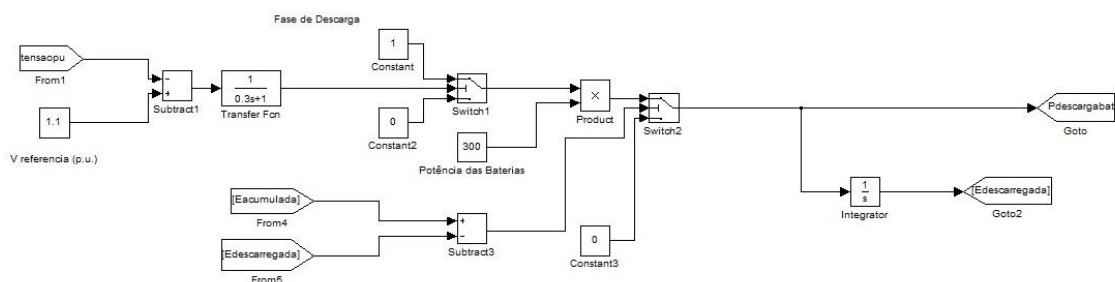 Fase de Descarga
1
Constant
tensaopu
From1
−
+
Subtract1
1
0.3s+1
Transfer Fcn
Switch1
1.1
V referencia (p.u.)
0
Constant2
×
Product
Switch2
Pdescargabat
Goto
300
Potência das Baterias
1
s
Integrator
[Edescarregada]
Goto2
[Eacumulada]
From4
+
−
Subtract3
[Edescarregada]
From5
0
Constant3